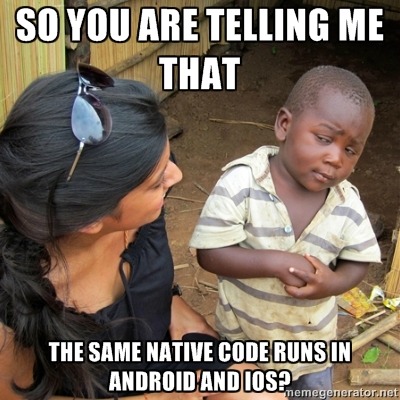 SO YOU ARE TELLING ME
THAT
THE SAME NATIVE CODE RUNS IN
ANDROID AND IOS?
memegenerator.net